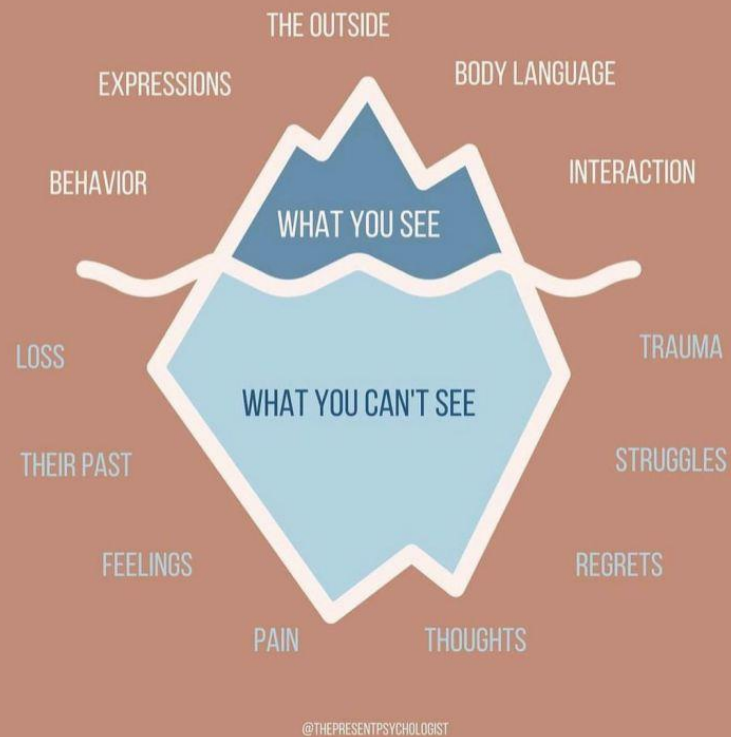 THE OUTSIDE
EXPRESSIONS
BODY LANGUAGE
BEHAVIOR
INTERACTION
WHAT YOU SEE
LOSS
TRAUMA
WHAT YOU CAN'T SEE
THEIR PAST
STRUGGLES
FEELINGS
REGRETS
PAIN
THOUGHTS
@THEPRESENTPSYCHOLOGIST